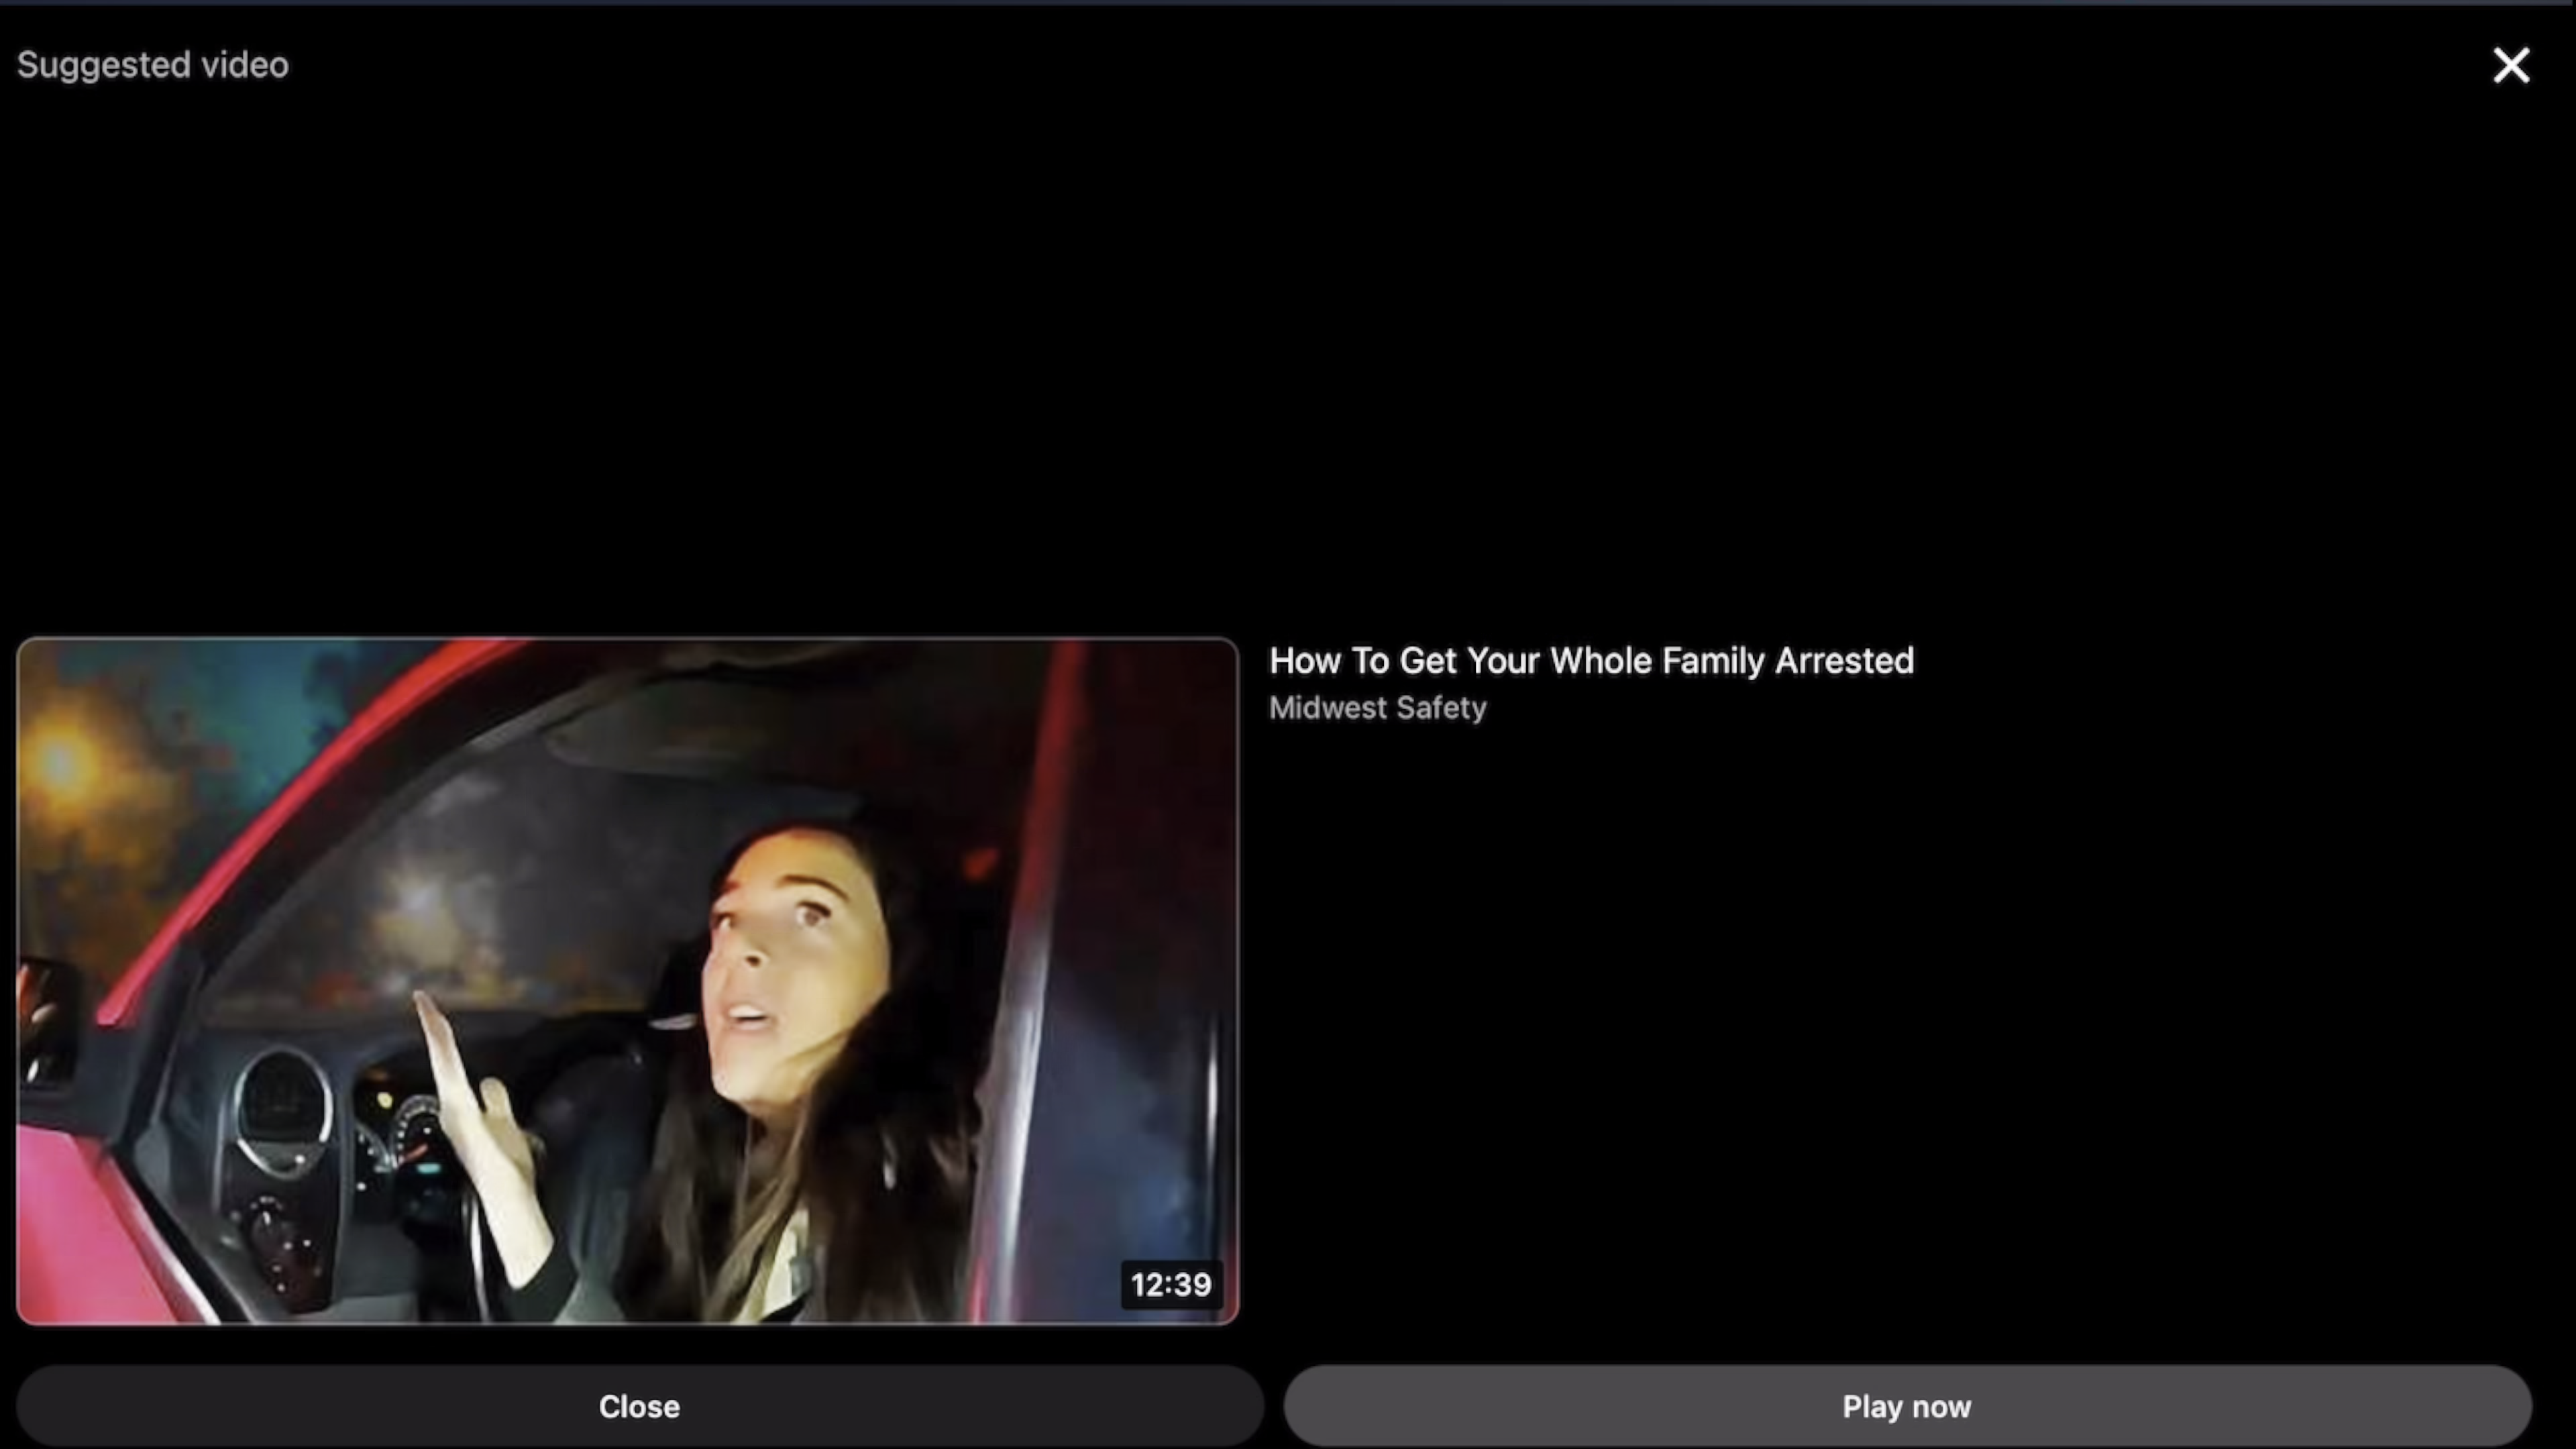 Suggested video
How To Get Your Whole Family Arrested
Midwest Safety
12:39
Close
Play now